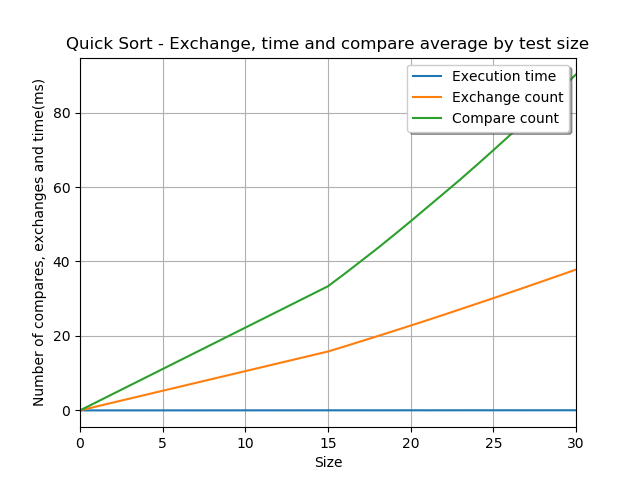 Quick Sort - Exchange, time and compare average by test size
Execution time
Exchange count
Compare count
Number of compares, exchanges and time(ms)
80
60
40
20
0
0 5 10 15 20 25 30
Size